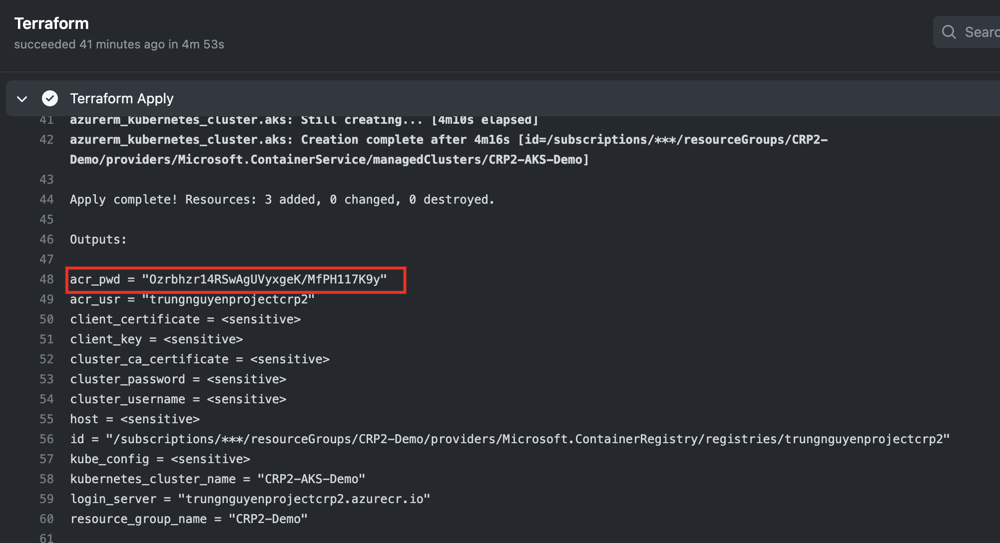 Terraform
succeeded 41 minutes ago in 4m 53s
Searc
Terraform Apply
41 azurerm_kubernetes_cluster.aks: Still creating... [4m10s elapsed]
42 azurerm_kubernetes_cluster.aks: Creation complete after 4m16s [id=/subscriptions/***/resourceGroups/CRP2-
Demo/providers/Microsoft.ContainerService/managedClusters/CRP2-AKS-Demo]
43
44 Apply complete! Resources: 3 added, 0 changed, 0 destroyed.
45
46 Outputs:
47
48 acr_pwd = "Ozrbhzr14RSwAgUVyxgeK/MfPH117K9y"
49 acr_usr = "trungnguyenprojectcrp2"
50 client_certificate = <sensitive>
51 client_key = <sensitive>
52 cluster_ca_certificate = <sensitive>
53 cluster_password = <sensitive>
54 cluster_username = <sensitive>
55 host = <sensitive>
56 id = "/subscriptions/***/resourceGroups/CRP2-Demo/providers/Microsoft.ContainerRegistry/registries/trungnguyenprojectcrp2"
57 kube_config = <sensitive>
58 kubernetes_cluster_name = "CRP2-AKS-Demo"
59 login_server = "trungnguyenprojectcrp2.azurecr.io"
60 resource_group_name = "CRP2-Demo"
61